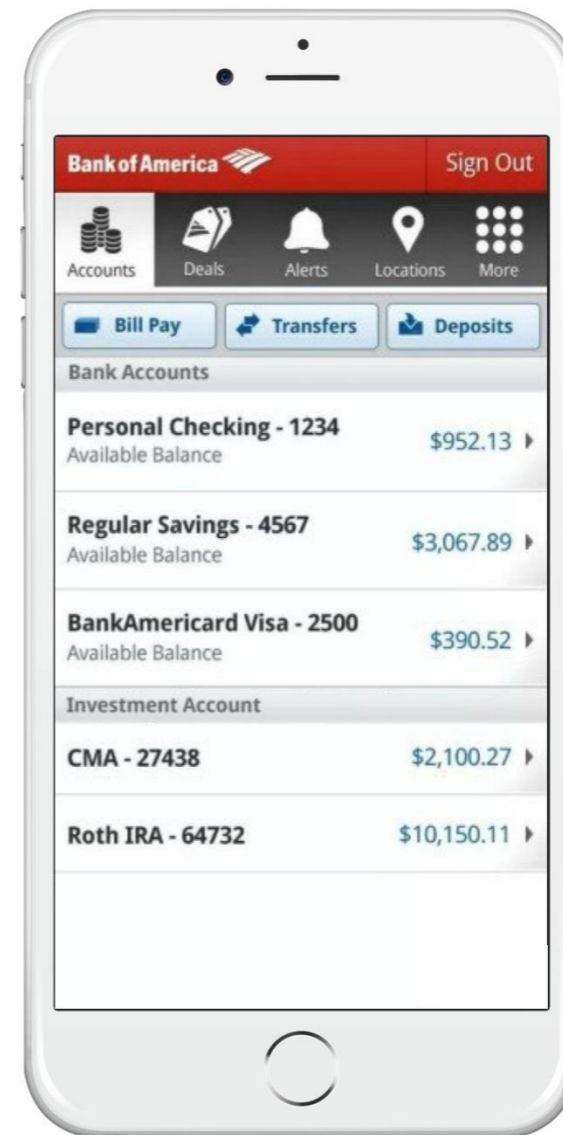 Bank of America
Sign Out
Accounts
Deals
Alerts
Locations
More
Bill Pay
Transfers
Deposits
Bank Accounts
Personal Checking - 1234
$952.13
Available Balance
Regular Savings - 4567
$3,067.89
Available Balance
BankAmericard Visa - 2500
$390.52
Available Balance
Investment Account
CMA - 27438
$2,100.27
Roth IRA - 64732
$10,150.11